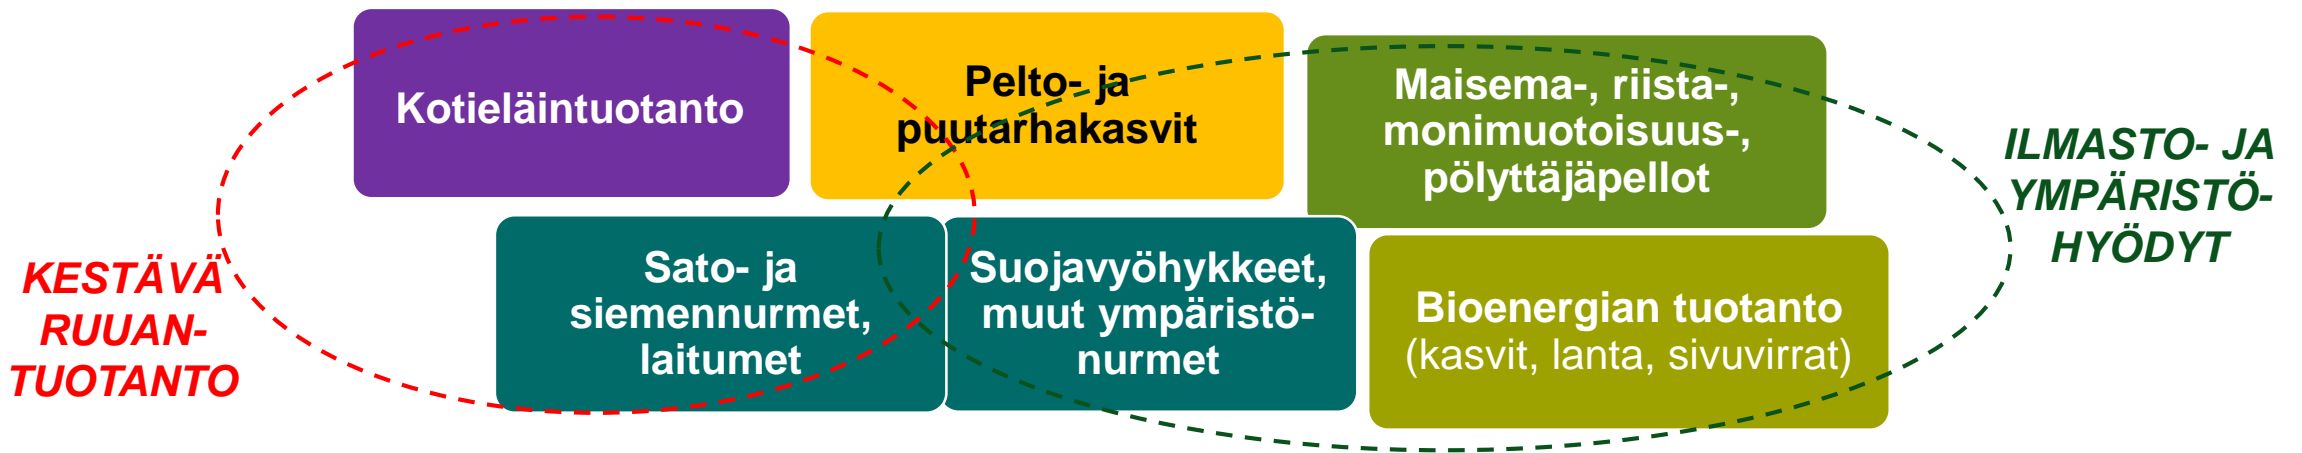 Kotieläintuotanto
Pelto- ja
puutarhakasvit
Maisema-, riista-,
monimuotoisuus-,
pölyttäjäpellot
ILMASTO- JA
YMPÄRISTÖ-
HYÖDYT
KESTÄVÄ
RUUAN-
TUOTANTO
Sato- ja
siemennurmet,
laitumet
Suojavyöhykkeet,
muut ympäristö-
nurmet
Bioenergian tuotanto
(kasvit, lanta, sivuvirrat)